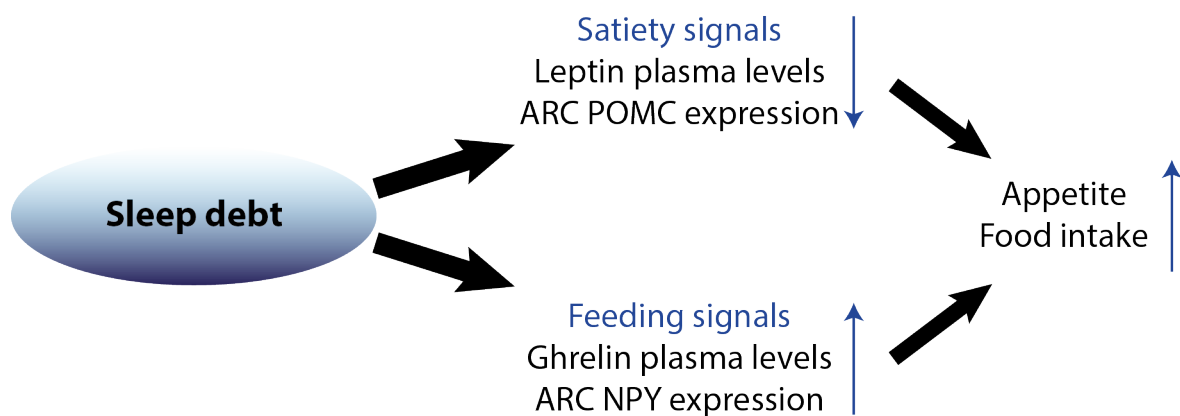 Sleep debt
Satiety signals
Leptin plasma levels
ARC POMC expression
Feeding signals
Ghrelin plasma levels
ARC NPY expression
Appetite
Food intake